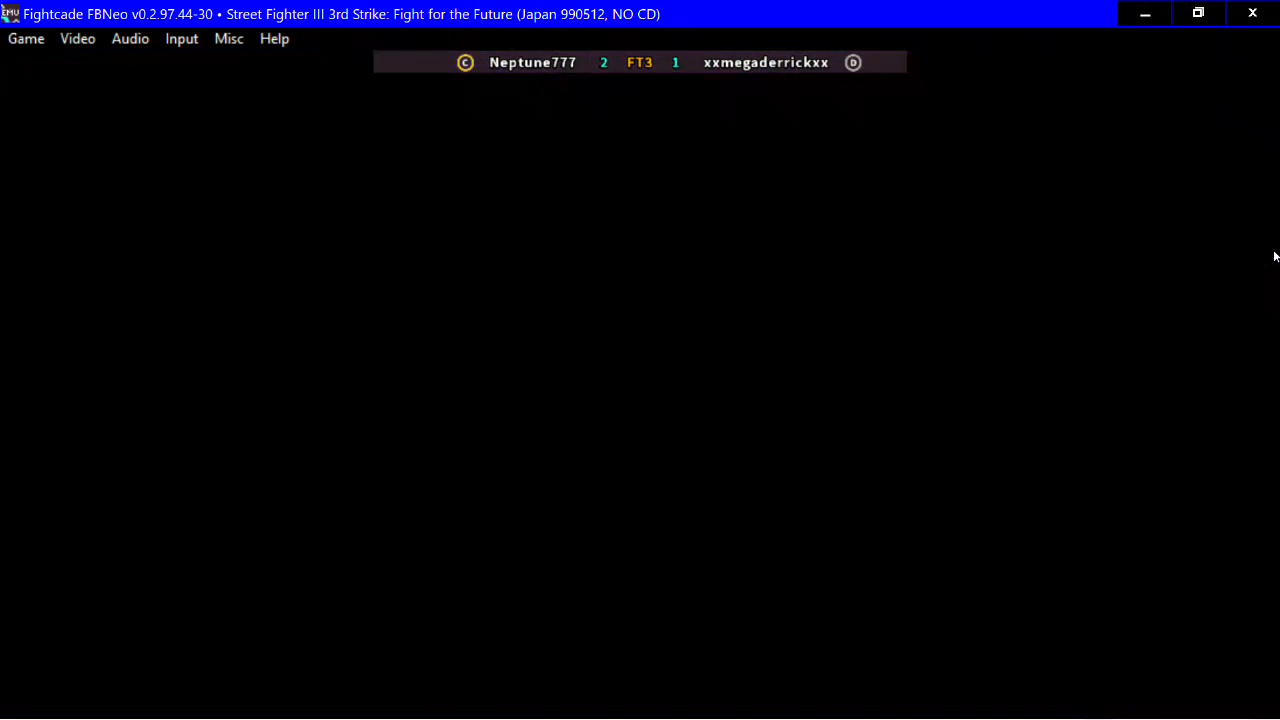 EMU Fightcade FBNeo v0.2.97.44-30 • Street Fighter III 3rd Strike: Fight for the Future (Japan 990512, NO CD)
Game Video Audio Input Misc Help
C Neptune777 2 FT3 1 xxmegaderrickxx D